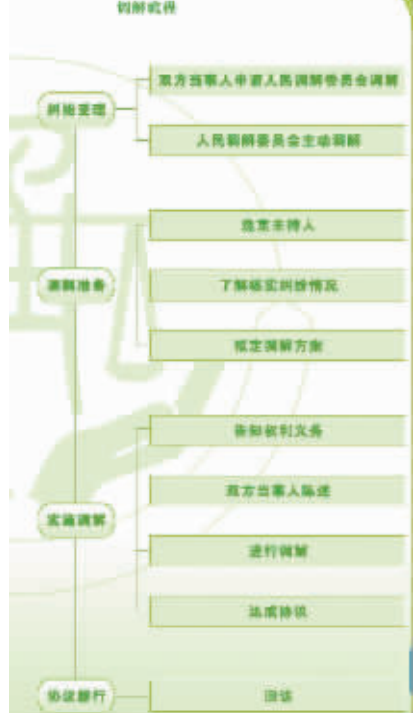 调解流程
纠纷受理
双方当事人申请人民调解委员会调解
人民调解委员会主动调解
调解准备
选定主持人
了解核实纠纷情况
拟定调解方案
实施调解
告知权利义务
双方当事人陈述
进行调解
达成协议
协议履行
回访